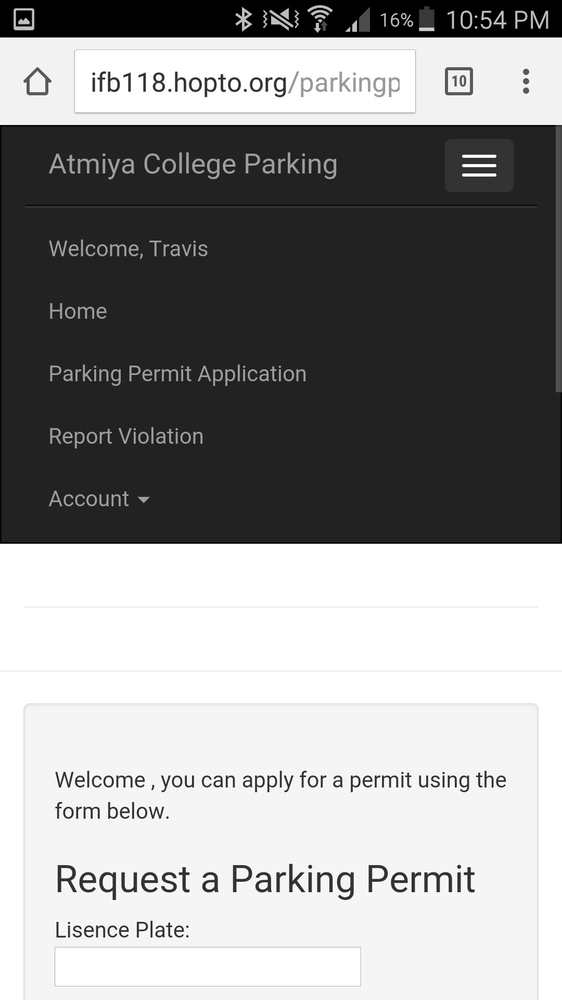 16% 10:54 PM
ifb118.hopto.org/parkingp
10
Atmiya College Parking
Welcome, Travis
Home
Parking Permit Application
Report Violation
Account
Welcome , you can apply for a permit using the
form below.
Request a Parking Permit
Lisence Plate: